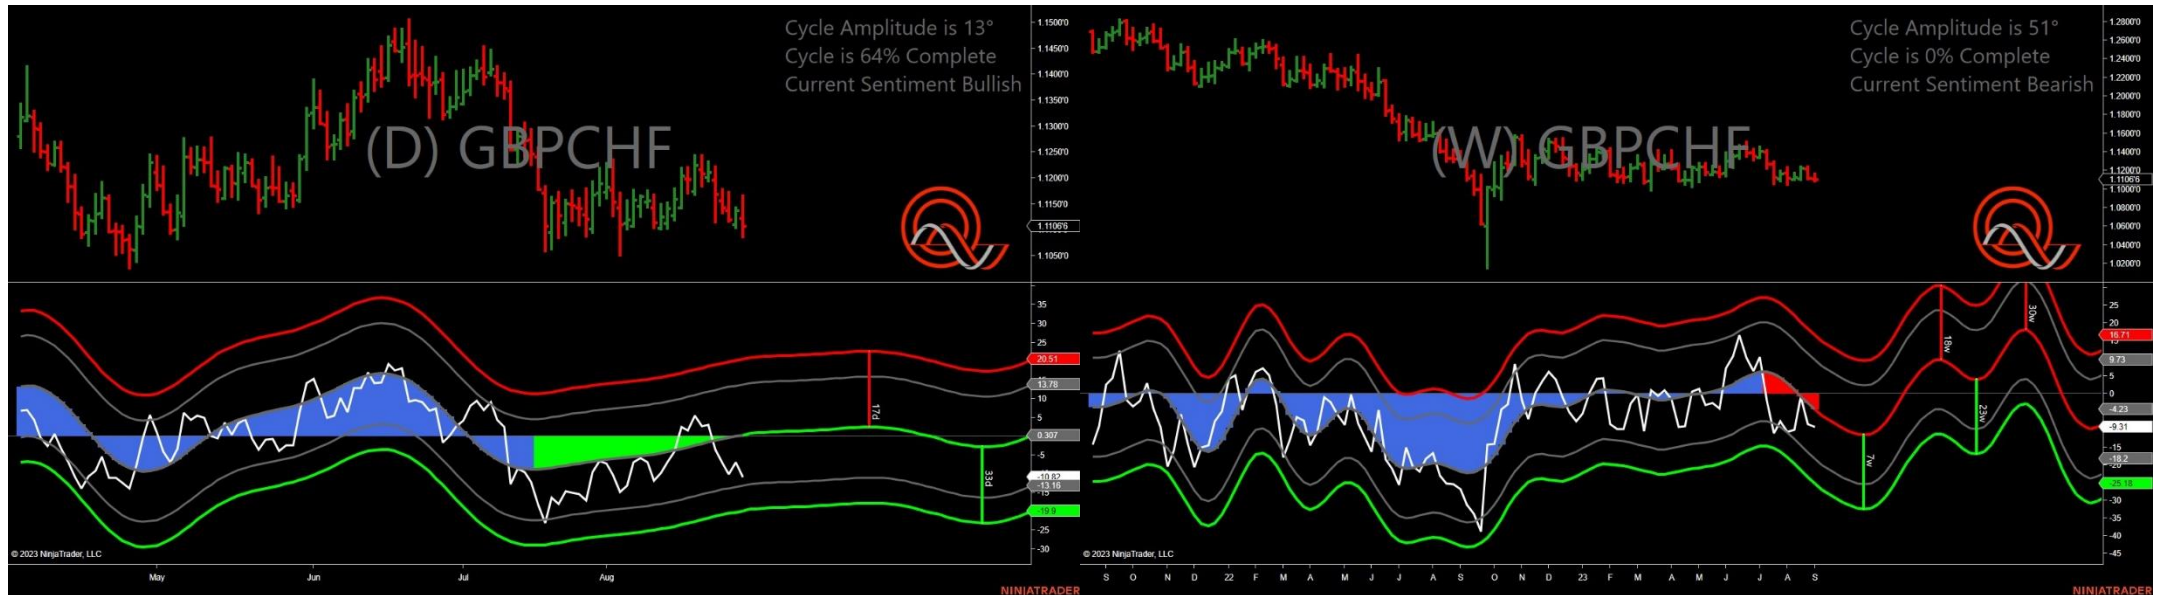 Cycle Amplitude is 13°
Cycle is 64% Complete
Current Sentiment Bullish
(D) GBPCHF
1.1500'0
1.1450'0
1.1400'0
1.1350'0
1.1300'0
1.1250'0
1.1200'0
1.1150'0
1.1106'6
1.1050'0
35
30
25
20.51
13.78
10
5
0.307
-5
-10.82
-13.16
-15
-19.9
-25
-30
17d
33d
© 2023 NinjaTrader, LLC
May Jun Jul Aug
NINJATRADER
Cycle Amplitude is 51°
Cycle is 0% Complete
Current Sentiment Bearish
(W) GBPCHF
1.2800'0
1.2600'0
1.2400'0
1.2200'0
1.2000'0
1.1800'0
1.1600'0
1.1400'0
1.1200'0
1.1106'6
1.1000'0
1.0800'0
1.0600'0
1.0400'0
1.0200'0
25
20
16.71
9.73
5
0
-4.23
-9.31
-15
-18.2
-25.18
-30
-35
-40
-45
18w
30w
23w
7w
© 2023 NinjaTrader, LLC
S O N D 22 F M A M J J A S O N D 23 F M A M J J A S
NINJATRADER